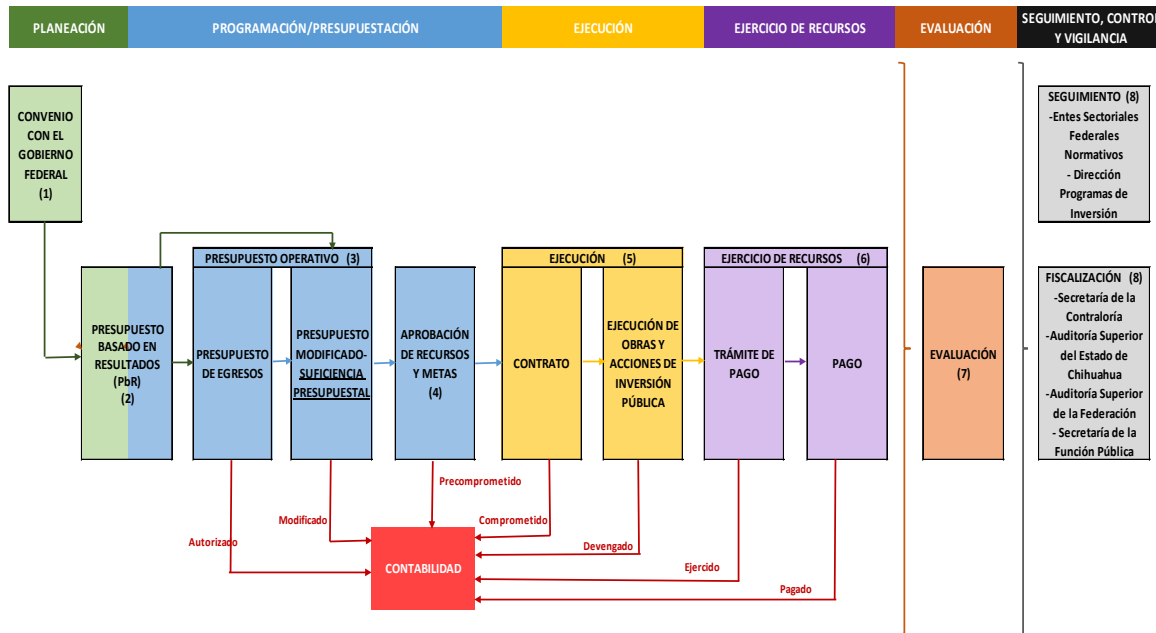 PLANEACIÓN
PROGRAMACIÓN/PRESUPUESTACIÓN
EJECUCIÓN
EJERCICIO DE RECURSOS
EVALUACIÓN
SEGUIMIENTO, CONTROL
Y VIGILANCIA
CONVENIO
CON EL
GOBIERNO
FEDERAL
(1)
PRESUPUESTO
BASADO EN
RESULTADOS
(PbR)
(2)
PRESUPUESTO OPERATIVO (3)
PRESUPUESTO
DE EGRESOS
PRESUPUESTO
MODIFICADO-
SUFICIENCIA
PRESUPUESTAL
APROBACIÓN
DE RECURSOS
Y METAS
(4)
EJECUCIÓN (5)
CONTRATO
EJECUCIÓN DE
OBRAS Y
ACCIONES DE
INVERSIÓN
PÚBLICA
EJERCICIO DE RECURSOS (6)
TRÁMITE DE
PAGO
PAGO
EVALUACIÓN
(7)
SEGUIMIENTO (8)
-Entes Sectoriales
Federales
Normativos
- Dirección
Programas de
Inversión
FISCALIZACIÓN (8)
-Secretaría de la
Contraloría
-Auditoría Superior
del Estado de
Chihuahua
-Auditoría Superior
de la Federación
- Secretaría de la
Función Pública
Autorizado
Modificado
Precomprometido
Comprometido
Devengado
Ejercido
Pagado
CONTABILIDAD